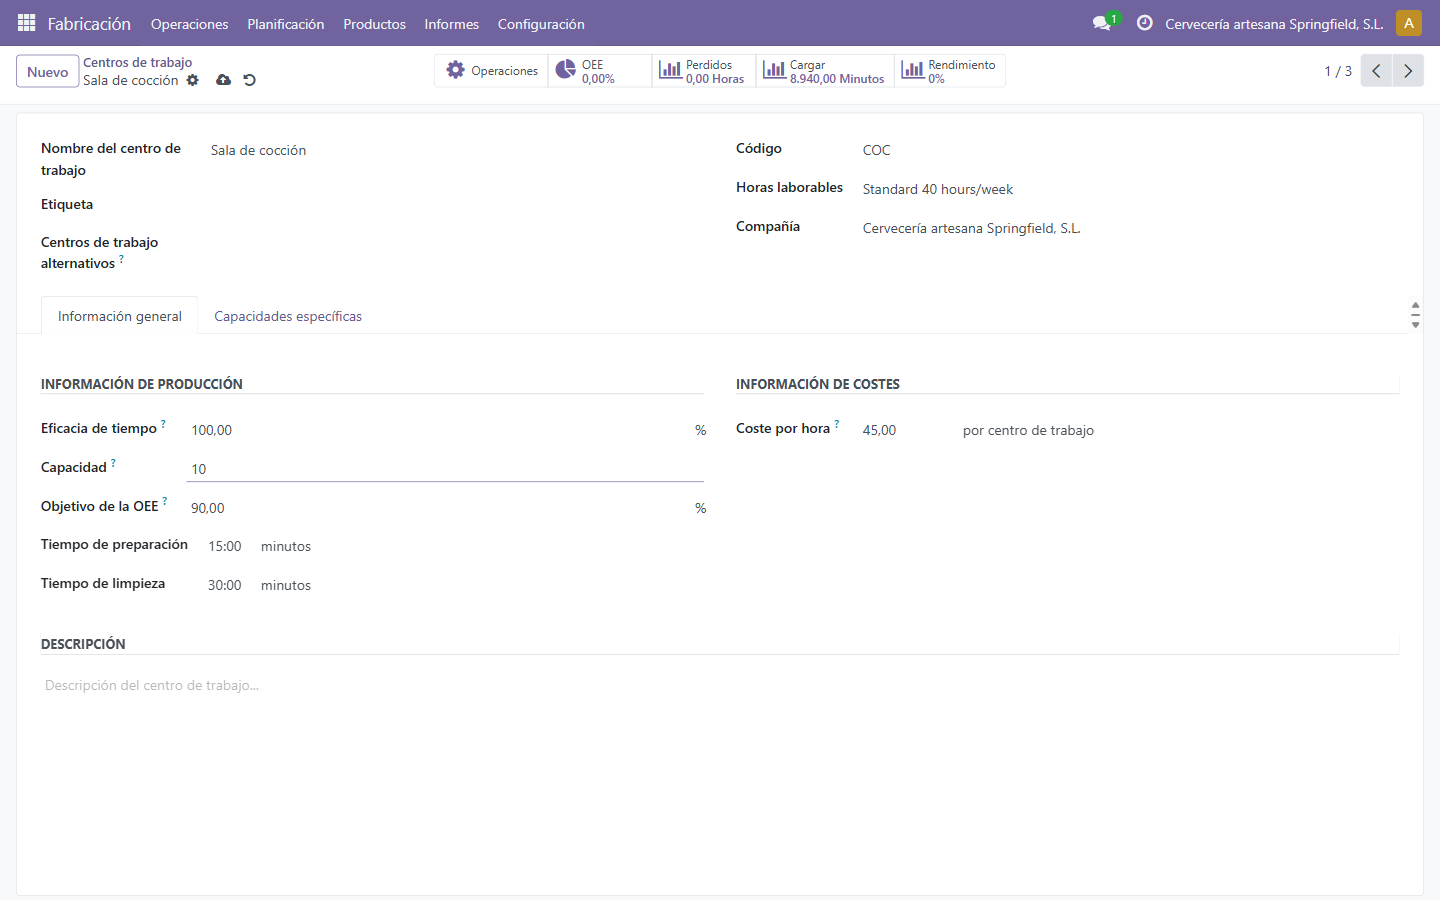 Fabricación Operaciones Planificación Productos Informes Configuración 1 Cervecería artesana Springfield, S.L. A
Nuevo
Centros de trabajo
Sala de cocción
Operaciones
OEE
0,00%
Perdidos
0,00 Horas
Cargar
8.940,00 Minutos
Rendimiento
0%
1 / 3
Nombre del centro de
trabajo
Sala de cocción
Etiqueta
Centros de trabajo
alternativos ?
Código COC
Horas laborables Standard 40 hours/week
Compañía Cervecería artesana Springfield, S.L.
Información general Capacidades específicas
INFORMACIÓN DE PRODUCCIÓN
Eficacia de tiempo ? 100,00 %
Capacidad ? 10
Objetivo de la OEE ? 90,00 %
Tiempo de preparación 15:00 minutos
Tiempo de limpieza 30:00 minutos
INFORMACIÓN DE COSTES
Coste por hora ? 45,00 por centro de trabajo
DESCRIPCIÓN
Descripción del centro de trabajo...